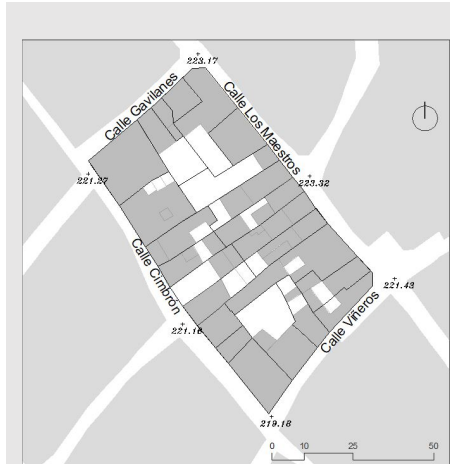 223.17
Calle Gavilanes
Calle Los Maestros
221.27
223.32
Calle Cimbrón
221.43
221.16
Calle Viñeros
219.18
0 10 25 50